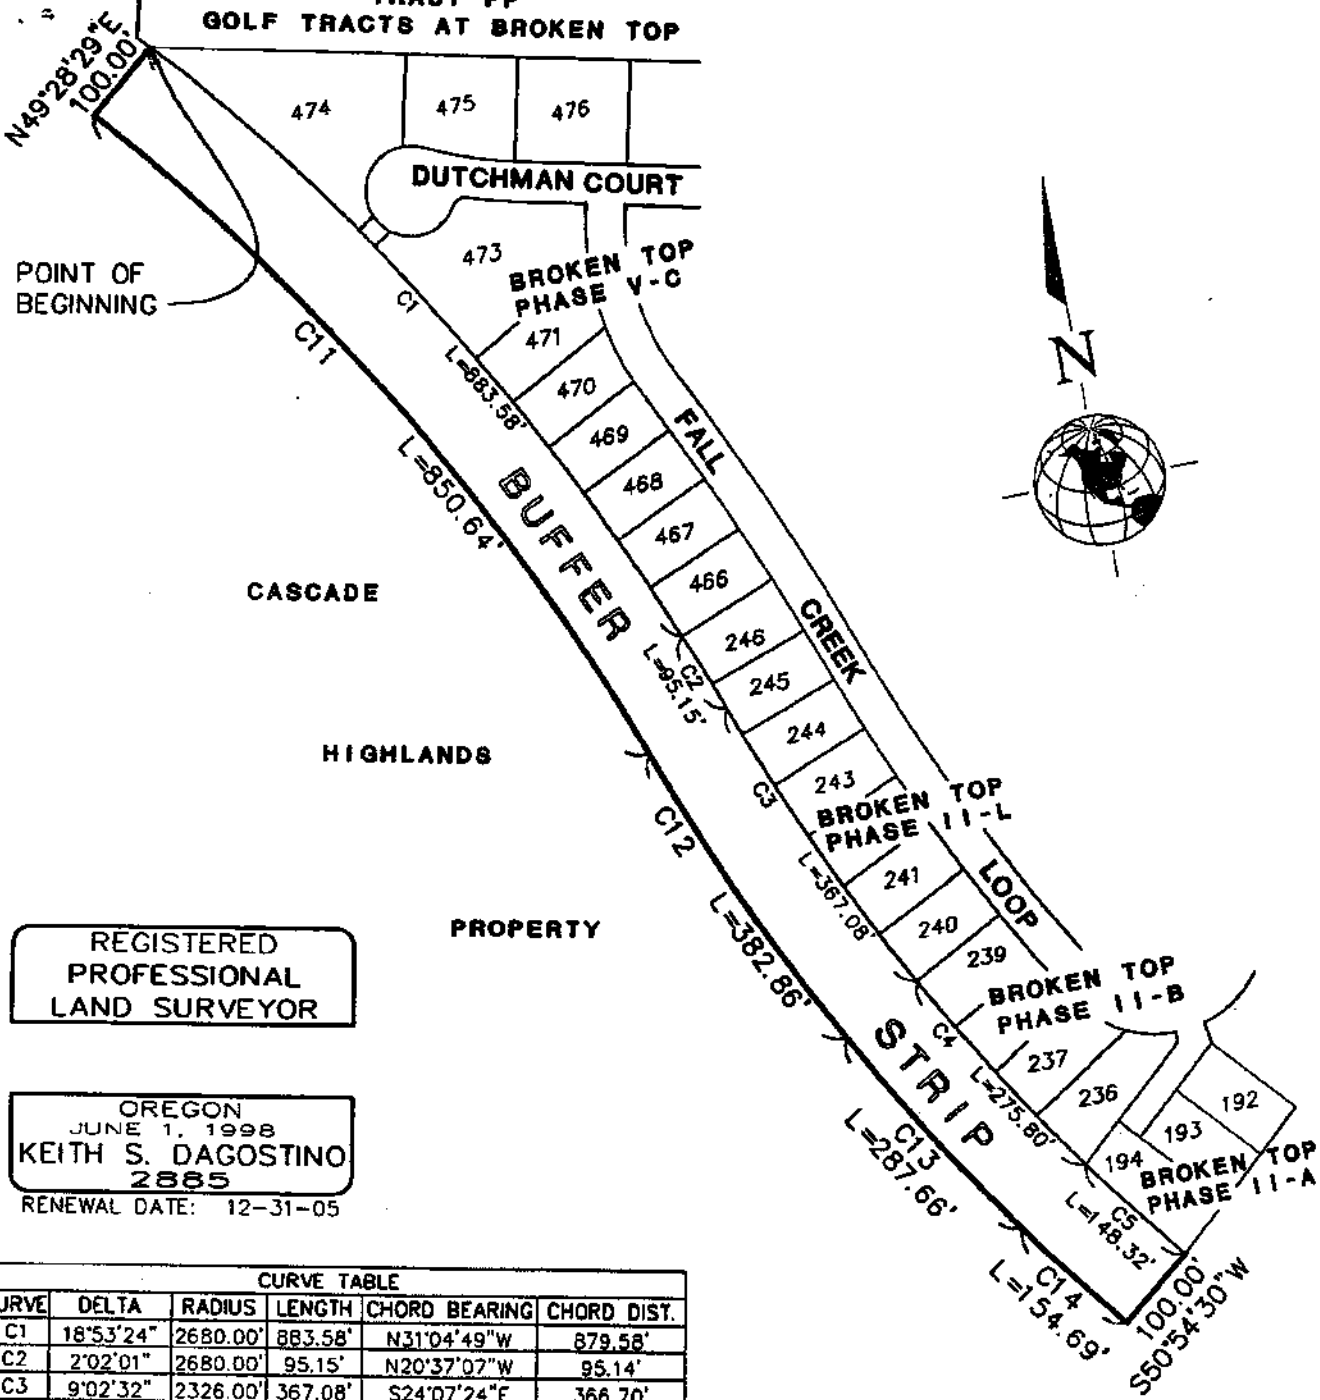 GOLF TRACTS AT BROKEN TOP
N49°28'29"E
100.00'
474
475
476
DUTCHMAN COURT
473
BROKEN TOP
PHASE V-C
POINT OF
BEGINNING
C1
L=883.58'
C11
L=850.64'
471
470
469
468
467
466
FALL
CREEK
LOOP
N
BUFFER
STRIP
CASCADE
HIGHLANDS
PROPERTY
246
245
244
243
C2
L=95.15'
C3
L=367.08'
C12
L=382.86'
BROKEN TOP
PHASE II-L
241
240
239
BROKEN TOP
PHASE II-B
C4
L=275.80'
237
236
192
193
194
BROKEN TOP
PHASE II-A
C13
L=287.66'
C5
L=148.32'
C14
L=154.69'
100.00'
S50°54'30"W
REGISTERED
PROFESSIONAL
LAND SURVEYOR
OREGON
JUNE 1, 1998
KEITH S. DAGOSTINO
2885
RENEWAL DATE: 12-31-05
CURVE TABLE
URVE DELTA RADIUS LENGTH CHORD BEARING CHORD DIST.
C1 18°53'24" 2680.00' 883.58' N31°04'49"W 879.58'
C2 2°02'01" 2680.00' 95.15' N20°37'07"W 95.14'
C3 9°02'32" 2326.00' 367.08' S24°07'24"E 366.70'